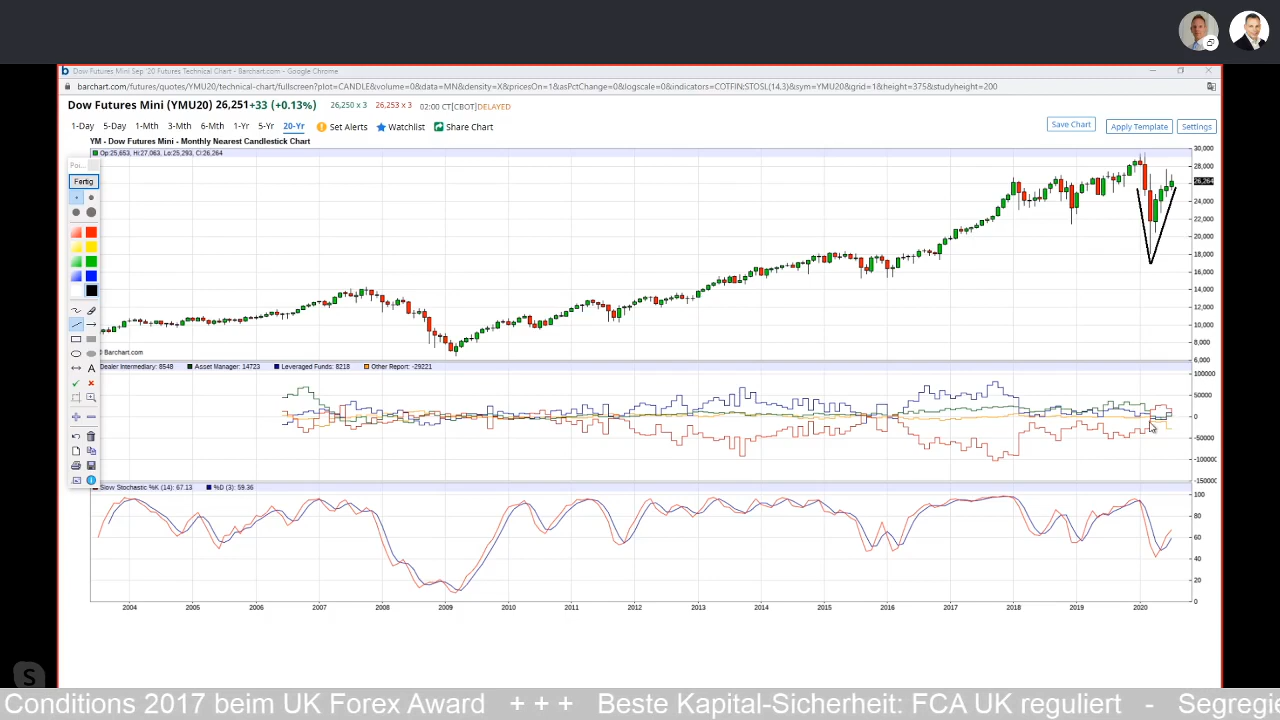 b Dow Futures Mini Sep '20 Futures Technical Chart - Barchart.com - Google Chrome
barchart.com/futures/quotes/YMU20/technical-chart/fullscreen?plot=CANDLE&volume=0&data=MN&density=X&pricesOn=1&asPctChange=0&logscale=0&indicators=COTFIN;STOSL(14,3)&sym=YMU20&grid=1&height=375&studyheight=200
Dow Futures Mini (YMU20) 26,251 +33 (+0.13%) 26,250 x 3 26,253 x 3 02:00 CT [CBOT] DELAYED
1-Day 5-Day 1-Mth 3-Mth 6-Mth 1-Yr 5-Yr 20-Yr Set Alerts Watchlist Share Chart Save Chart Apply Template Settings
YM - Dow Futures Mini - Monthly Nearest Candlestick Chart
Op:25,653, Hi:27,063, Lo:25,293, Cl:26,264
Fertig
30,000
28,000
26,264
24,000
22,000
20,000
18,000
16,000
14,000
12,000
10,000
8,000
6,000
A
© Barchart.com
Dealer Intermediary: 8548 Asset Manager: 14723 Leveraged Funds: 8218 Other Report: -29221
100000
50000
0
-50000
-100000
-150000
Slow Stochastic %K (14): 67.13 %D (3): 59.36
100
80
60
40
20
0
2004 2005 2006 2007 2008 2009 2010 2011 2012 2013 2014 2015 2016 2017 2018 2019 2020
S
Conditions 2017 beim UK Forex Award + + + Beste Kapital-Sicherheit: FCA UK reguliert - Segregie